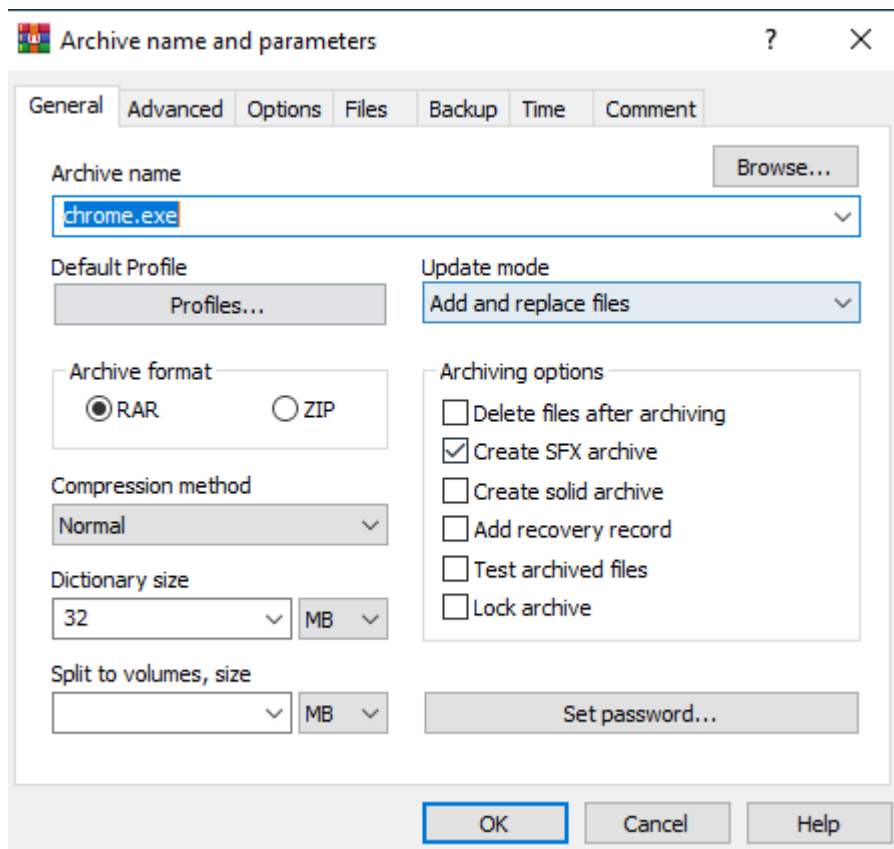 Archive name and parameters
?
General Advanced Options Files Backup Time Comment
Archive name
Browse...
chrome.exe
Default Profile
Update mode
Profiles...
Add and replace files
Archive format
RAR
ZIP
Archiving options
Delete files after archiving
Create SFX archive
Create solid archive
Add recovery record
Test archived files
Lock archive
Compression method
Normal
Dictionary size
32 MB
Split to volumes, size
MB
Set password...
OK Cancel Help